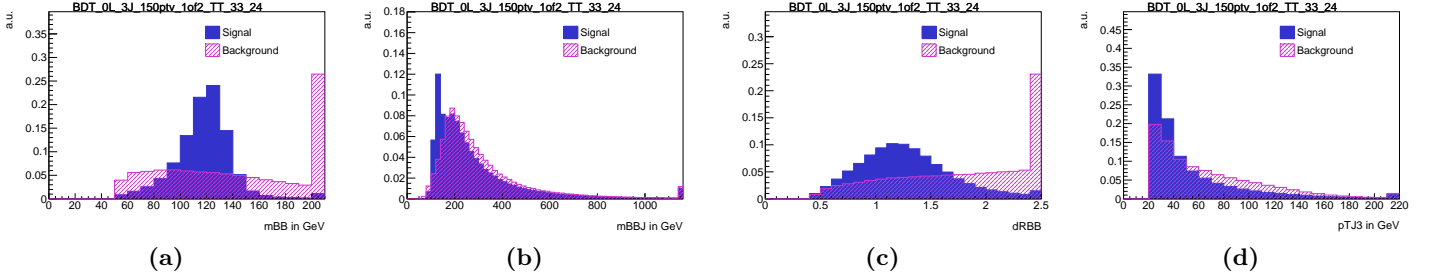 BDT_0L_3J_150ptv_1of2_TT_33_24
a.u.
0.35
0.3
0.25
0.2
0.15
0.1
0.05
0
Signal
Background
0 20 40 60 80 100 120 140 160 180 200
mBB in GeV
(a)
BDT_0L_3J_150ptv_1of2_TT_33_24
a.u.
0.18
0.16
0.14
0.12
0.1
0.08
0.06
0.04
0.02
0
Signal
Background
200 400 600 800 1000
mBBJ in GeV
(b)
BDT_0L_3J_150ptv_1of2_TT_33_24
a.u.
0.3
0.25
0.2
0.15
0.1
0.05
0
Signal
Background
0 0.5 1 1.5 2 2.5
dRBB
(c)
BDT_0L_3J_150ptv_1of2_TT_33_24
a.u.
0.45
0.4
0.35
0.3
0.25
0.2
0.15
0.1
0.05
0
Signal
Background
0 20 40 60 80 100 120 140 160 180 200 220
pTJ3 in GeV
(d)